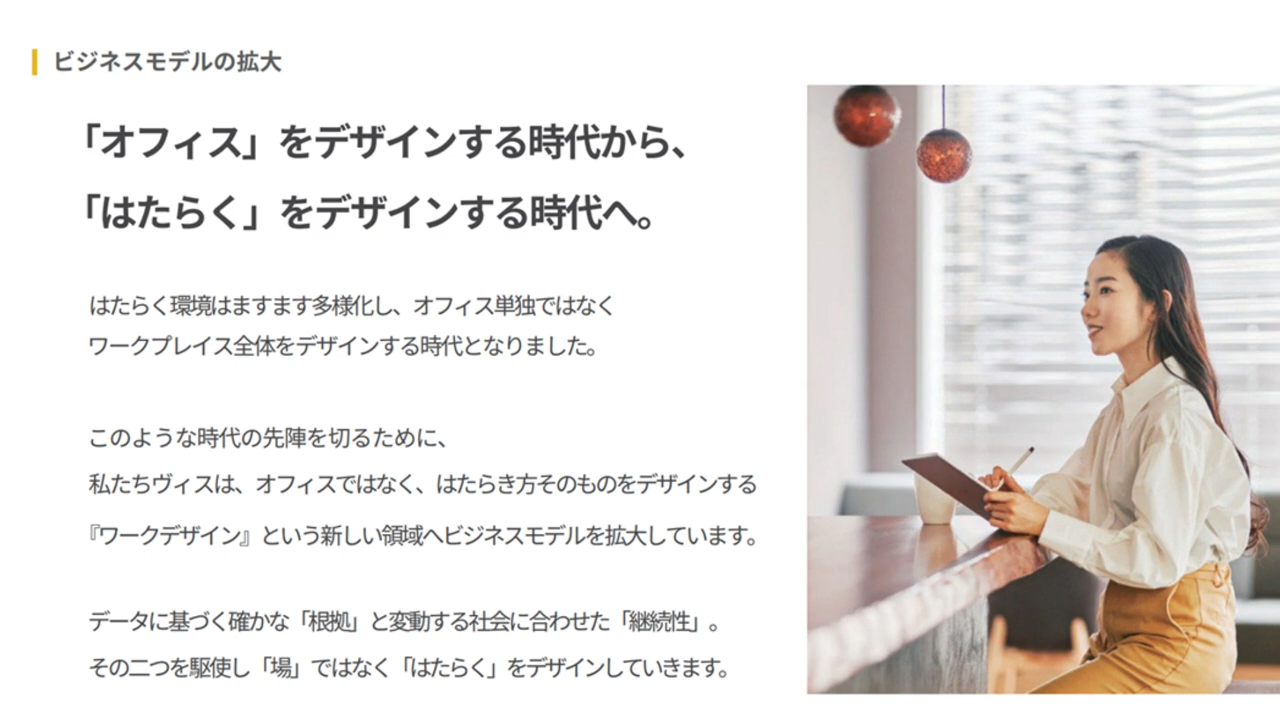 ビジネスモデルの拡大
「オフィス」をデザインする時代から、
「はたらく」をデザインする時代へ。
はたらく環境はますます多様化し、オフィス単独ではなく
ワークプレイス全体をデザインする時代となりました。
このような時代の先陣を切るために、
私たちヴィスは、オフィスではなく、はたらき方そのものをデザインする
『ワークデザイン』という新しい領域へビジネスモデルを拡大しています。
データに基づく確かな「根拠」と変動する社会に合わせた「継続性」。
その二つを駆使し「場」ではなく「はたらく」をデザインしていきます。